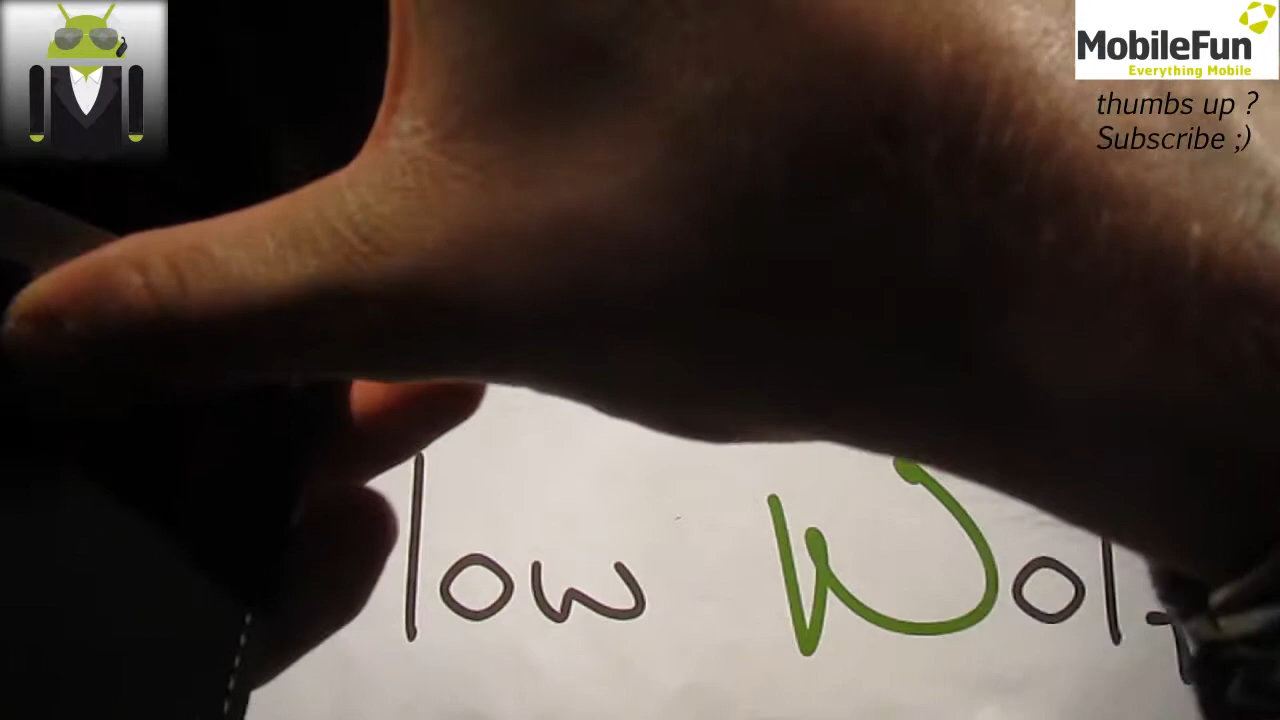 MobileFun
Everything Mobile
thumbs up ?
Subscribe ;)
low Wol